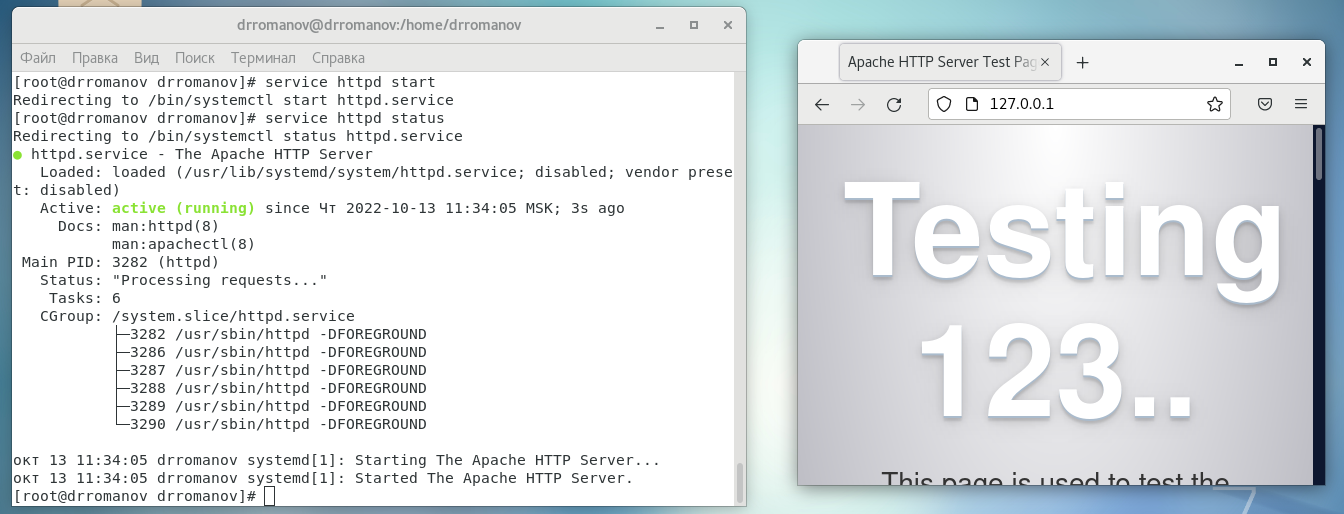 drromanov@drromanov:/home/drromanov
Файл Правка Вид Поиск Терминал Справка
[root@drromanov drromanov]# service httpd start
Redirecting to /bin/systemctl start httpd.service
[root@drromanov drromanov]# service httpd status
Redirecting to /bin/systemctl status httpd.service
● httpd.service - The Apache HTTP Server
   Loaded: loaded (/usr/lib/systemd/system/httpd.service; disabled; vendor prese
t: disabled)
   Active: active (running) since Чт 2022-10-13 11:34:05 MSK; 3s ago
     Docs: man:httpd(8)
           man:apachectl(8)
 Main PID: 3282 (httpd)
   Status: "Processing requests..."
    Tasks: 6
   CGroup: /system.slice/httpd.service
           ├─3282 /usr/sbin/httpd -DFOREGROUND
           ├─3286 /usr/sbin/httpd -DFOREGROUND
           ├─3287 /usr/sbin/httpd -DFOREGROUND
           ├─3288 /usr/sbin/httpd -DFOREGROUND
           ├─3289 /usr/sbin/httpd -DFOREGROUND
           └─3290 /usr/sbin/httpd -DFOREGROUND
окт 13 11:34:05 drromanov systemd[1]: Starting The Apache HTTP Server...
окт 13 11:34:05 drromanov systemd[1]: Started The Apache HTTP Server.
[root@drromanov drromanov]#
Apache HTTP Server Test Pag
127.0.0.1
Testing
123..
This page is used to test the
7